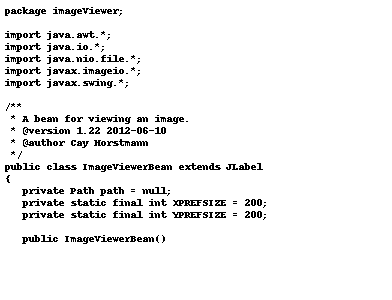 package imageViewer;

import java.awt.*;
import java.io.*;
import java.nio.file.*;
import javax.imageio.*;
import javax.swing.*;

/**
 * A bean for viewing an image.
 * @version 1.22 2012-06-10
 * @author Cay Horstmann
 */
public class ImageViewerBean extends JLabel
{
   private Path path = null;
   private static final int XPREFSIZE = 200;
   private static final int YPREFSIZE = 200;

   public ImageViewerBean()